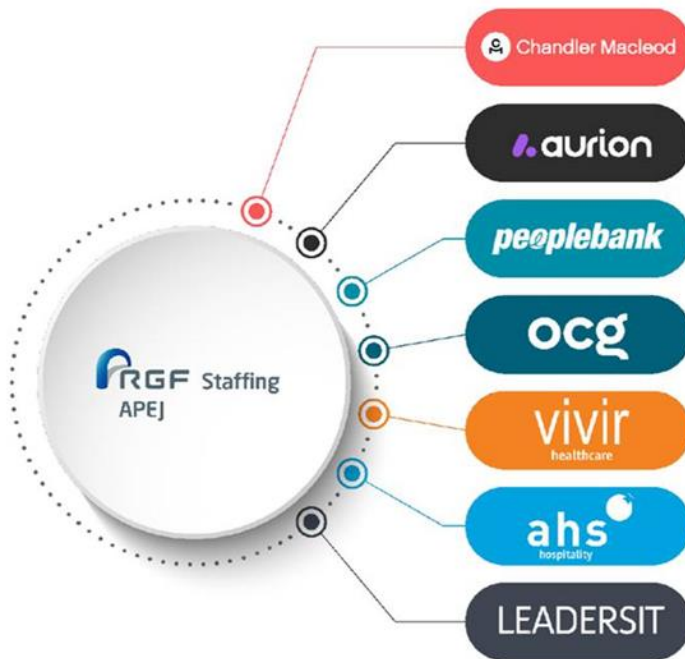 Chandler Macleod
aurion
peoplebank
RGF Staffing
APEJ
ocg
vivir
healthcare
ahs
hospitality
LEADERSIT